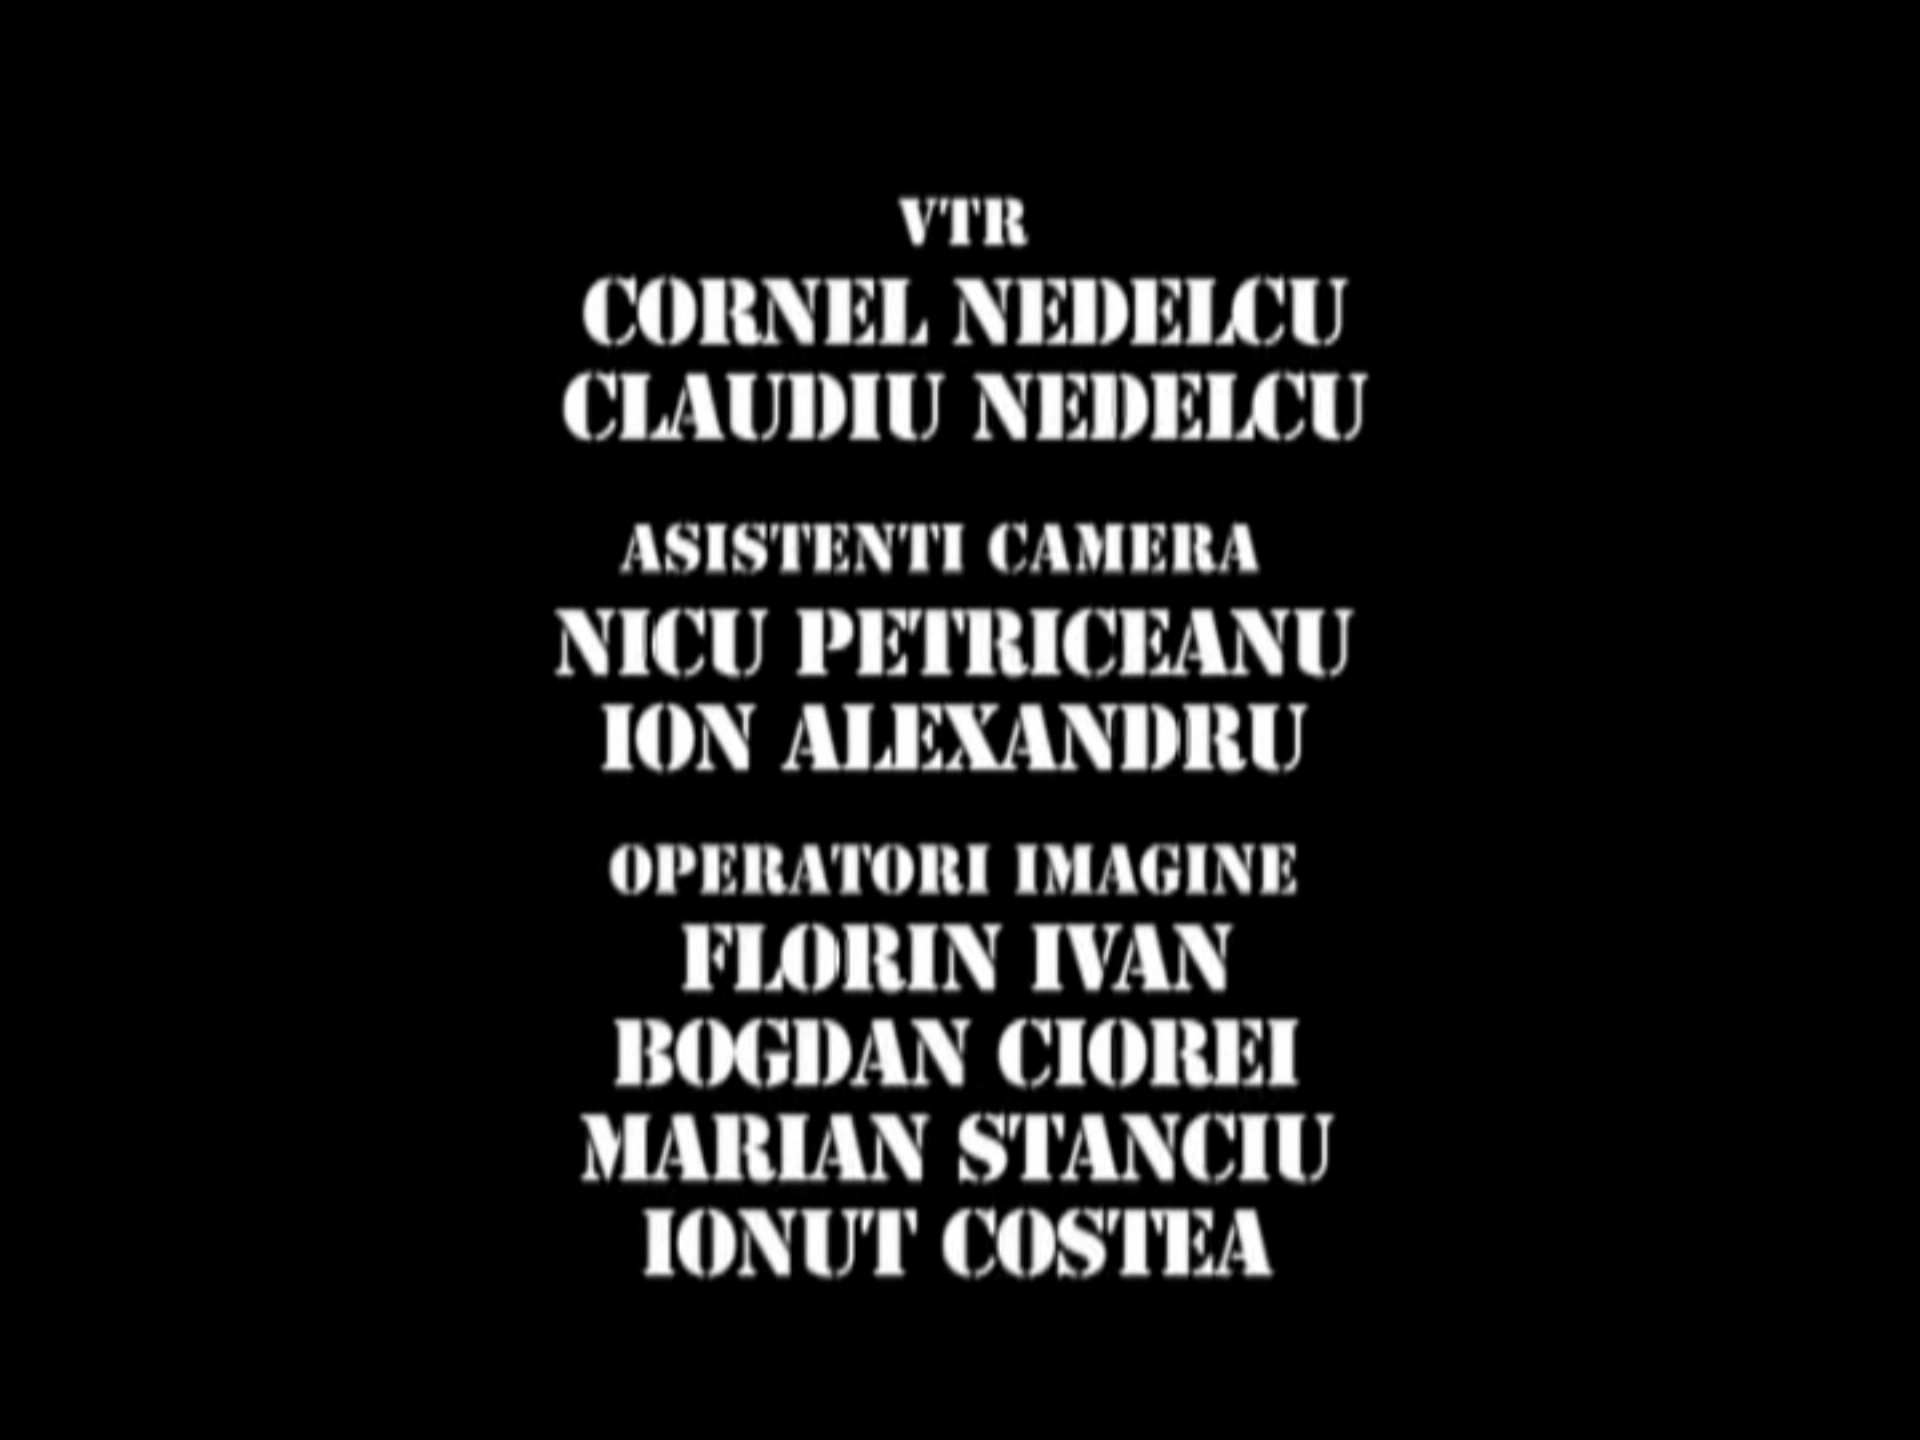 VTR
CORNEL NEDELCU
CLAUDIU NEDELCU
ASISTENTI CAMERA
NICU PETRICEANU
ION ALEXANDRU
OPERATORI IMAGINE
FLORIN IVAN
BOGDAN CIOREI
MARIAN STANCIU
IONUT COSTEA